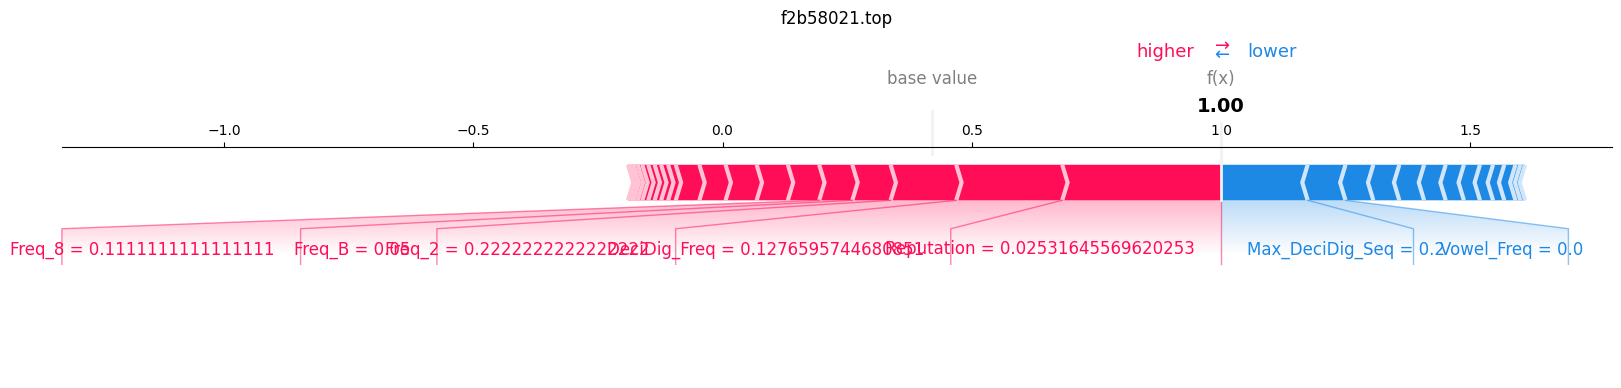 f2b58021.top
higher → ← lower
base value f(x)
1.00
−1.0 −0.5 0.0 0.5 1.0 1.5
Freq_8 = 0.1111111111111111 Freq_B = 0.05 Freq_2 = 0.2222222222222222 DeciDig_Freq = 0.1276595744680851 Reputation = 0.02531645569620253 Max_DeciDig_Seq = 0.2 Vowel_Freq = 0.0